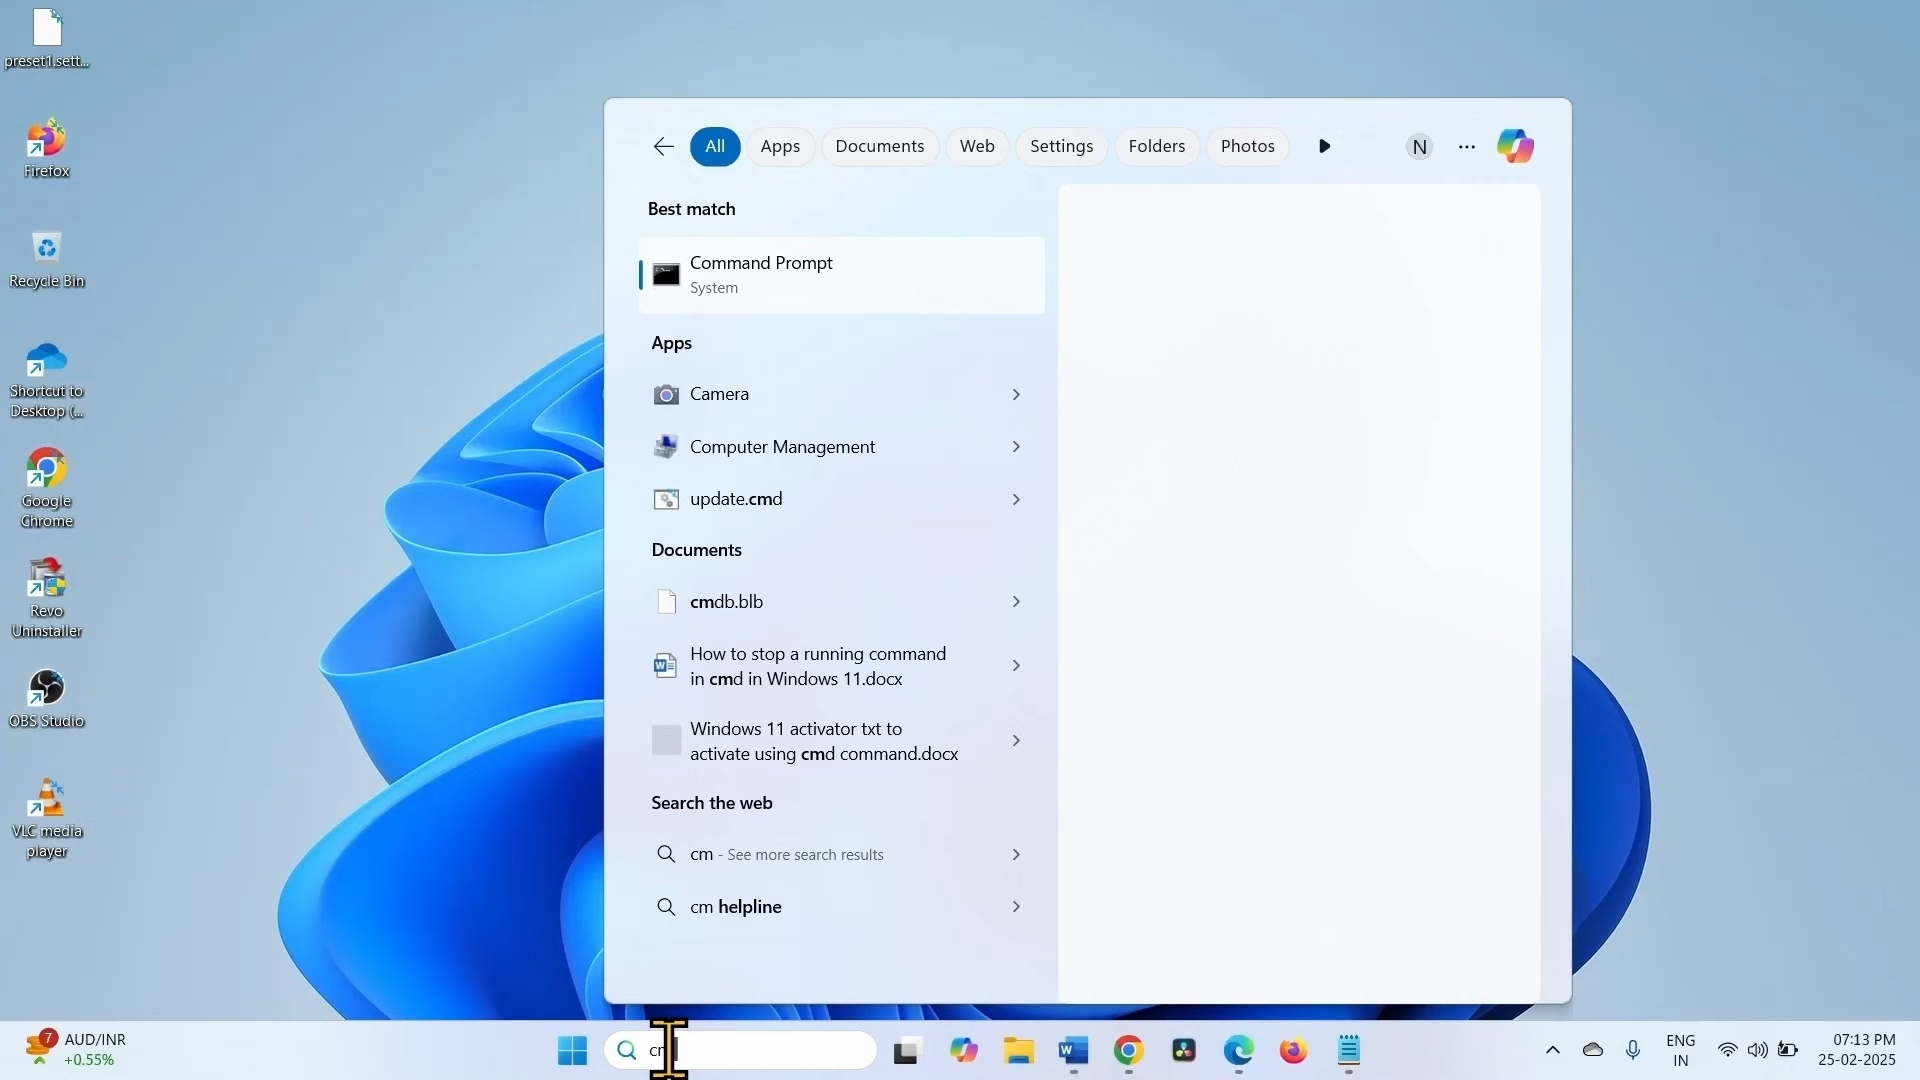 preset1.sett...
Firefox
Recycle Bin
Shortcut to
Desktop (...
Google
Chrome
Revo
Uninstaller
OBS Studio
VLC media
player
All
Apps
Documents
Web
Settings
Folders
Photos
N
Best match
Command Prompt
System
Apps
Camera
Computer Management
update.cmd
Documents
cmdb.blb
How to stop a running command
in cmd in Windows 11.docx
Windows 11 activator txt to
activate using cmd command.docx
Search the web
cm - See more search results
cm helpline
7
AUD/INR
+0.55%
ENG
IN
07:13 PM
25-02-2025